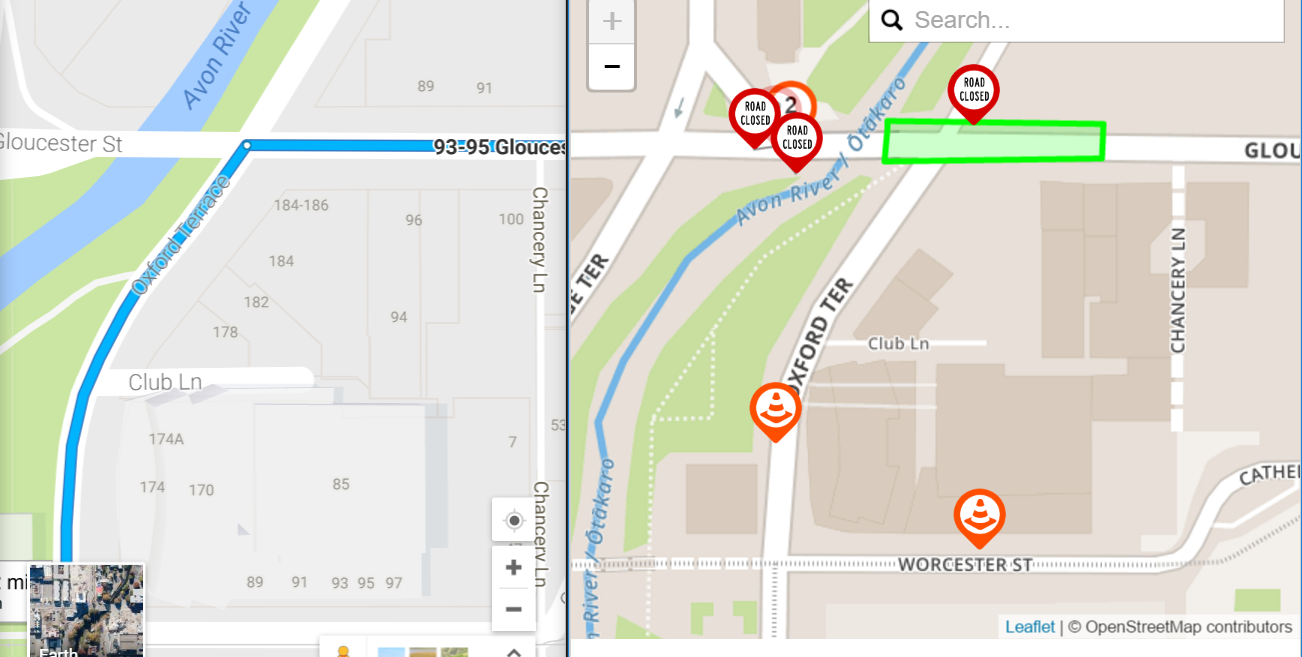 Avon River
89
91
Gloucester St
93-95 Glouces
Oxford Terrace
184-186
96
100
Chancery Ln
184
182
178
94
Club Ln
174A
53
7
174
170
85
Chancery Ln
mi
89
91
93
95
97
Earth
Search...
+
−
ROAD CLOSED
2
ROAD CLOSED
ROAD CLOSED
Avon River / Ōtākaro
GLOU
OXFORD TER
CHANCERY LN
Club Ln
E TER
River / Ōtākaro
CATHE
WORCESTER ST
+
−
Leaflet | © OpenStreetMap contributors